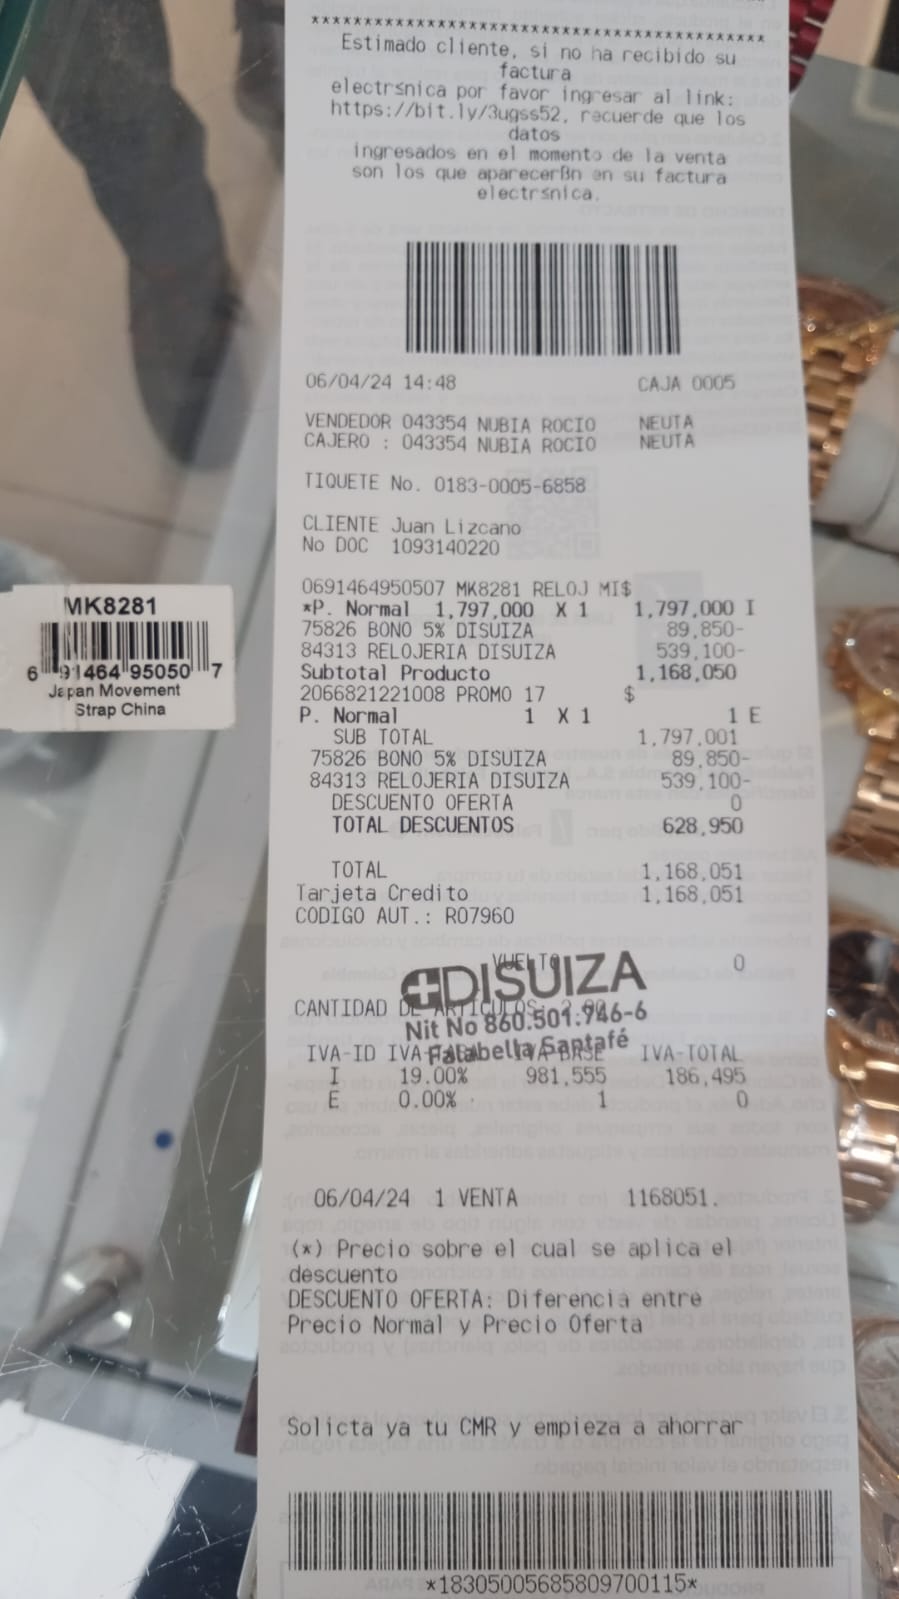 *******************************************
Estimado cliente, si no ha recibido su
factura
electrsnica por favor ingresar al link:
https://bit.ly/3ugss52, recuerde que los
datos
ingresados en el momento de la venta
son los que aparecerßn en su factura
electrsnica.
06/04/24 14:48 CAJA 0005
VENDEDOR 043354 NUBIA ROCIO NEUTA
CAJERO : 043354 NUBIA ROCIO NEUTA
TIQUETE No. 0183-0005-6858
CLIENTE Juan Lizcano
No DOC 1093140220
0691464950507 MK8281 RELOJ MI$
*P. Normal 1,797,000 X 1 1,797,000 I
75826 BONO 5% DISUIZA 89,850-
84313 RELOJERIA DISUIZA 539,100-
Subtotal Producto 1,168,050
2066821221008 PROMO 17 $
P. Normal 1 X 1 1 E
SUB TOTAL 1,797,001
75826 BONO 5% DISUIZA 89,850-
84313 RELOJERIA DISUIZA 539,100-
DESCUENTO OFERTA 0
TOTAL DESCUENTOS 628,950
TOTAL 1,168,051
Tarjeta Credito 1,168,051
CODIGO AUT.: R07960
VUELTO 0
DISUIZA
CANTIDAD DE ARTICULOS: 2.00
Nit No 860.501.746-6
Falabella Santafé
IVA-ID IVA- IVA-BASE IVA-TOTAL
I 19.00% 981,555 186,495
E 0.00% 1 0
06/04/24 1 VENTA 1168051.
(*) Precio sobre el cual se aplica el
descuento
DESCUENTO OFERTA: Diferencia entre
Precio Normal y Precio Oferta
Solicta ya tu CMR y empieza a ahorrar
*18305005685809700115*
MK8281
6 91464 95050 7
Japan Movement
Strap China